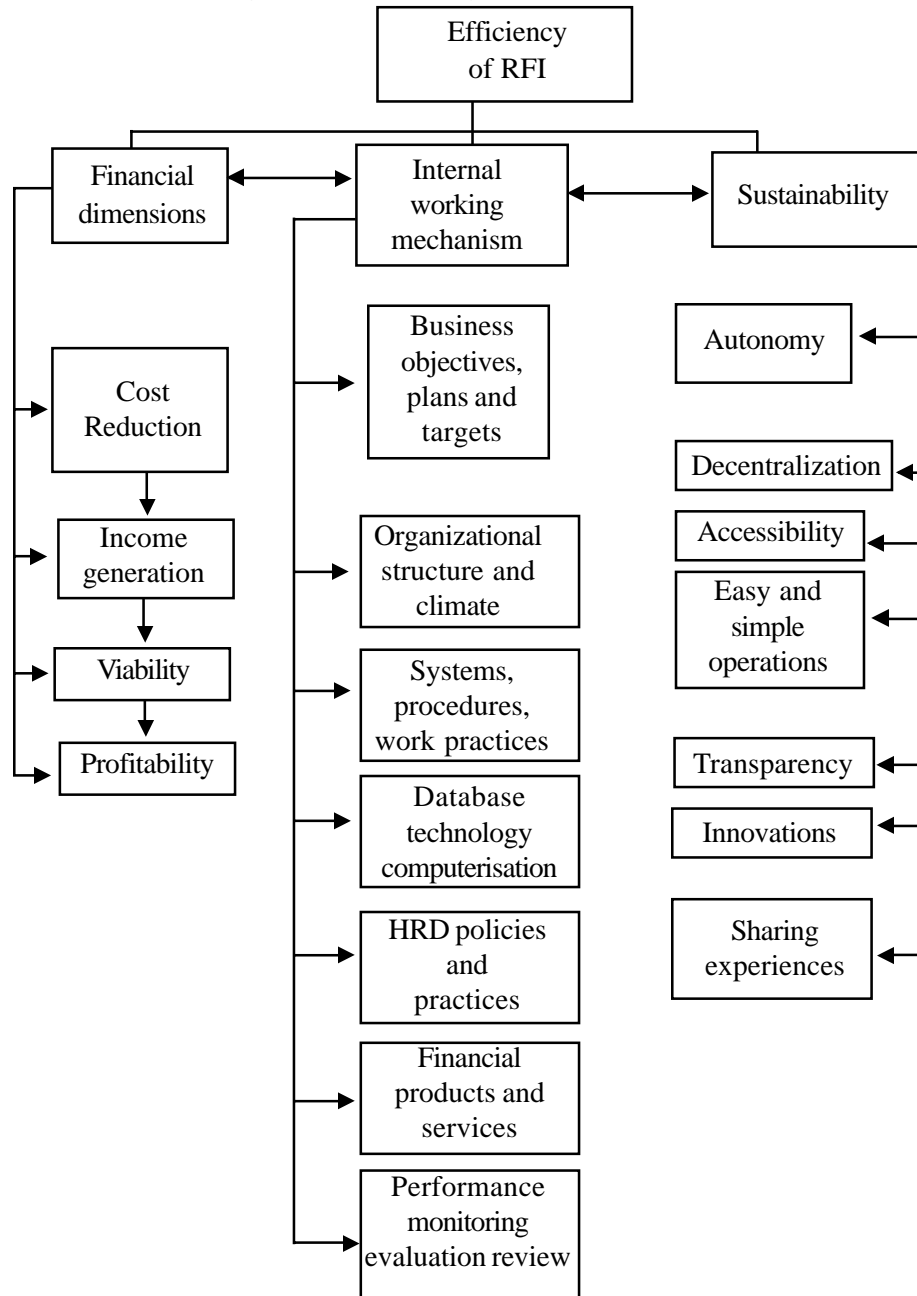 Efficiency
of RFI
Financial
dimensions
Internal
working
mechanism
Sustainability
Cost
Reduction
Income
generation
Viability
Profitability
Business
objectives,
plans and
targets
Organizational
structure and
climate
Systems,
procedures,
work practices
Database
technology
computerisation
HRD policies
and
practices
Financial
products and
services
Performance
monitoring
evaluation review
Autonomy
Decentralization
Accessibility
Easy and
simple
operations
Transparency
Innovations
Sharing
experiences